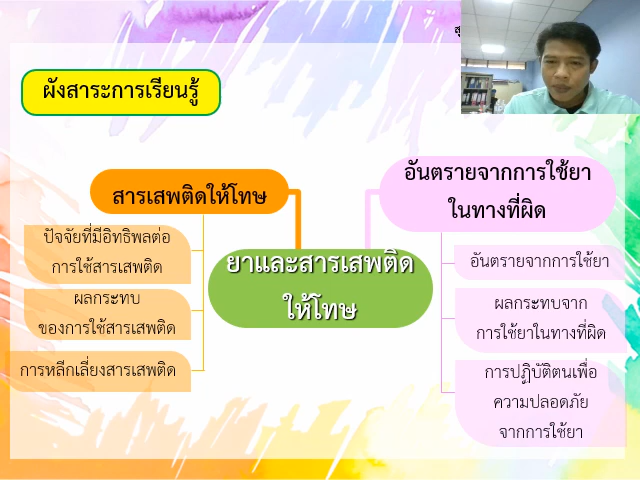 ผังสาระการเรียนรู้
สารเสพติดให้โทษ
ปัจจัยที่มีอิทธิพลต่อ
การใช้สารเสพติด
ผลกระทบ
ของการใช้สารเสพติด
การหลีกเลี่ยงสารเสพติด
ยาและสารเสพติด
ให้โทษ
อันตรายจากการใช้ยา
ในทางที่ผิด
อันตรายจากการใช้ยา
ผลกระทบจาก
การใช้ยาในทางที่ผิด
การปฏิบัติตนเพื่อ
ความปลอดภัย
จากการใช้ยา